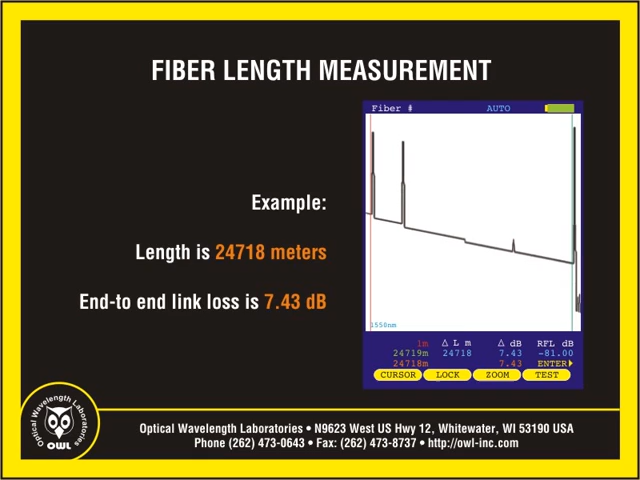 FIBER LENGTH MEASUREMENT
Fiber # AUTO
Example:
Length is 24718 meters
End-to end link loss is 7.43 dB
1550nm
1m Δ L m Δ dB RFL dB
24719m 24718 7.43 -81.00
24718m 7.43 ENTER
CURSOR LOCK ZOOM TEST
Optical Wavelength Laboratories
OWL
Optical Wavelength Laboratories • N9623 West US Hwy 12, Whitewater, WI 53190 USA
Phone (262) 473-0643 • Fax: (262) 473-8737 • http://owl-inc.com